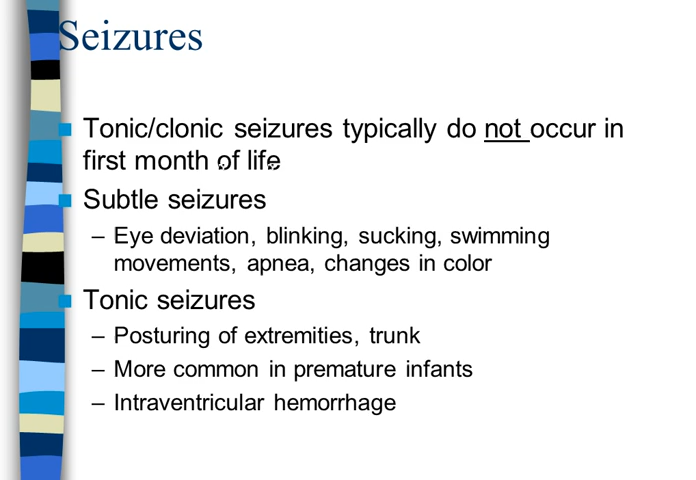 Seizures
Tonic/clonic seizures typically do not occur in
first month of life
Subtle seizures
– Eye deviation, blinking, sucking, swimming
movements, apnea, changes in color
Tonic seizures
– Posturing of extremities, trunk
– More common in premature infants
– Intraventricular hemorrhage